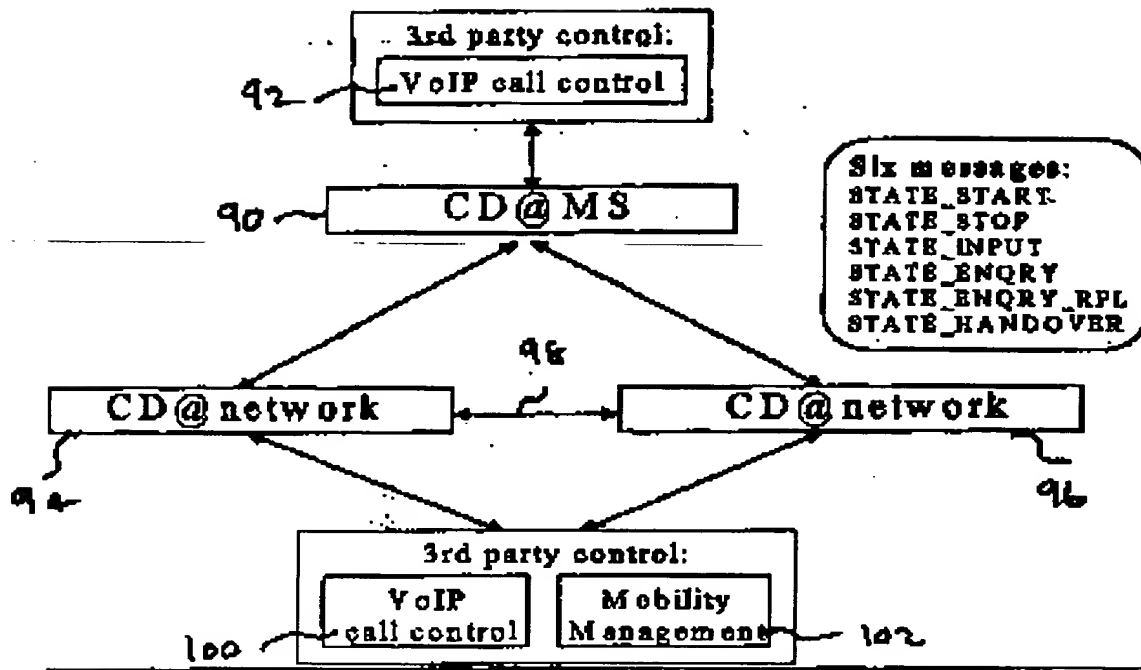 3rd party control:
VoIP call control
92
90
CD@MS
Six messages:
STATE_START
STATE_STOP
STATE_INPUT
STATE_ENQRY
STATE_ENQRY_RPL
STATE_HANDOVER
98
CD@network
CD@network
96
3rd party control:
VoIP
call control
Mobility
Management
100
102